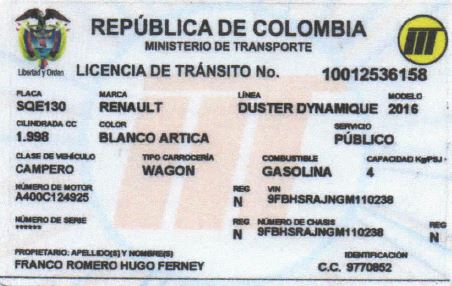 REPÚBLICA DE COLOMBIA
MINISTERIO DE TRANSPORTE
Libertad y Orden
LICENCIA DE TRÁNSITO No. 10012536158
PLACA MARCA LÍNEA MODELO
SQE130 RENAULT DUSTER DYNAMIQUE 2016
CILINDRADA CC COLOR SERVICIO
1.998 BLANCO ARTICA PÚBLICO
CLASE DE VEHÍCULO TIPO CARROCERÍA COMBUSTIBLE CAPACIDAD Kg/PSJ
CAMPERO WAGON GASOLINA 4
NÚMERO DE MOTOR REG VIN
A400C124925 N 9FBHSRAJNGM110238
NÚMERO DE SERIE REG NÚMERO DE CHASIS REG
****** N 9FBHSRAJNGM110238 N
PROPIETARIO: APELLIDO(S) Y NOMBRE(S) IDENTIFICACIÓN
FRANCO ROMERO HUGO FERNEY C.C. 9770852